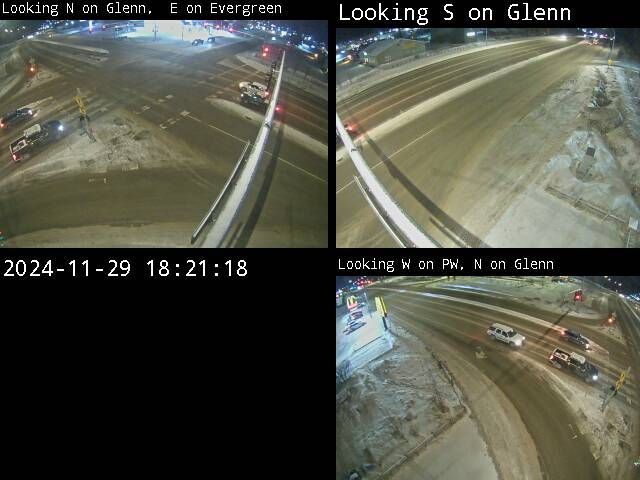 Looking N on Glenn, E on Evergreen
Looking S on Glenn
2024-11-29 18:21:18
Looking W on PW, N on Glenn